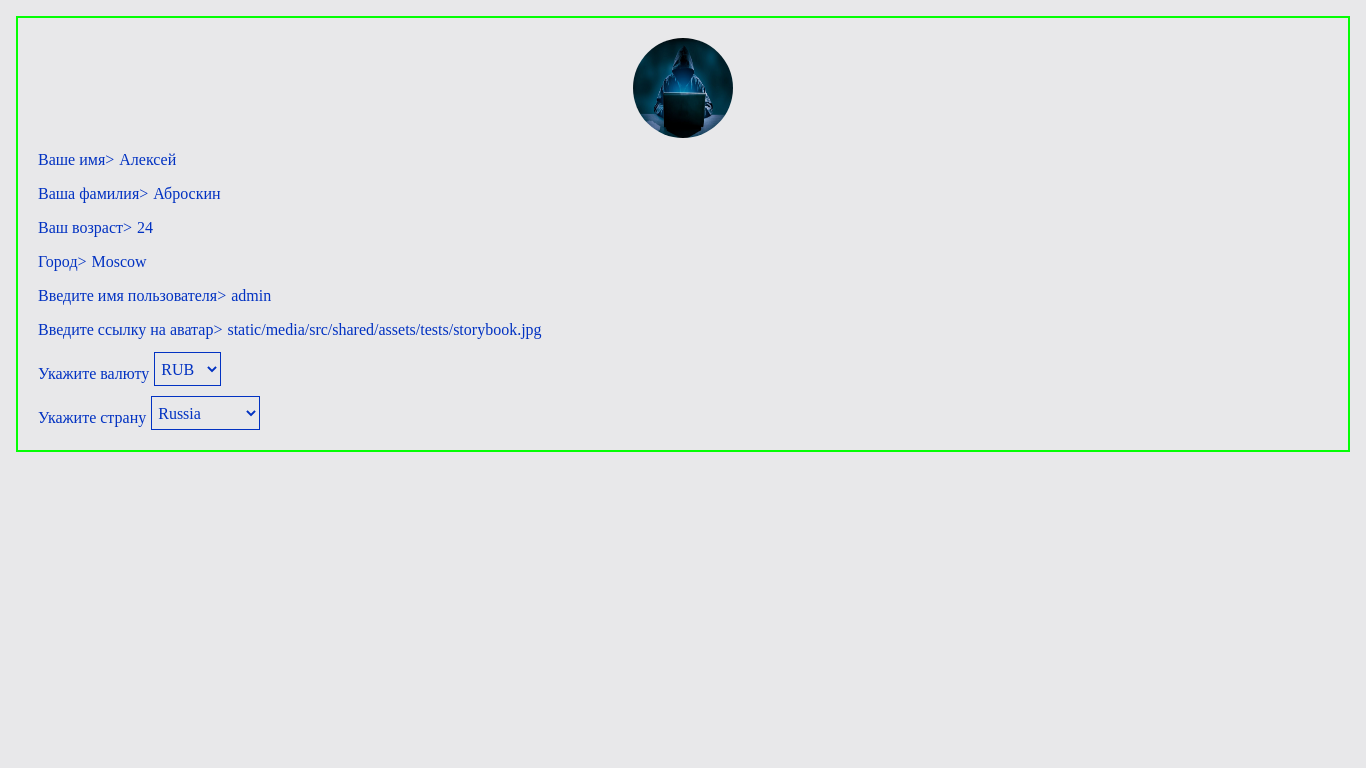 Ваше имя> Алексей
Ваша фамилия> Аброскин
Ваш возраст> 24
Город> Moscow
Введите имя пользователя> admin
Введите ссылку на аватар> static/media/src/shared/assets/tests/storybook.jpg
Укажите валюту RUB
Укажите страну Russia